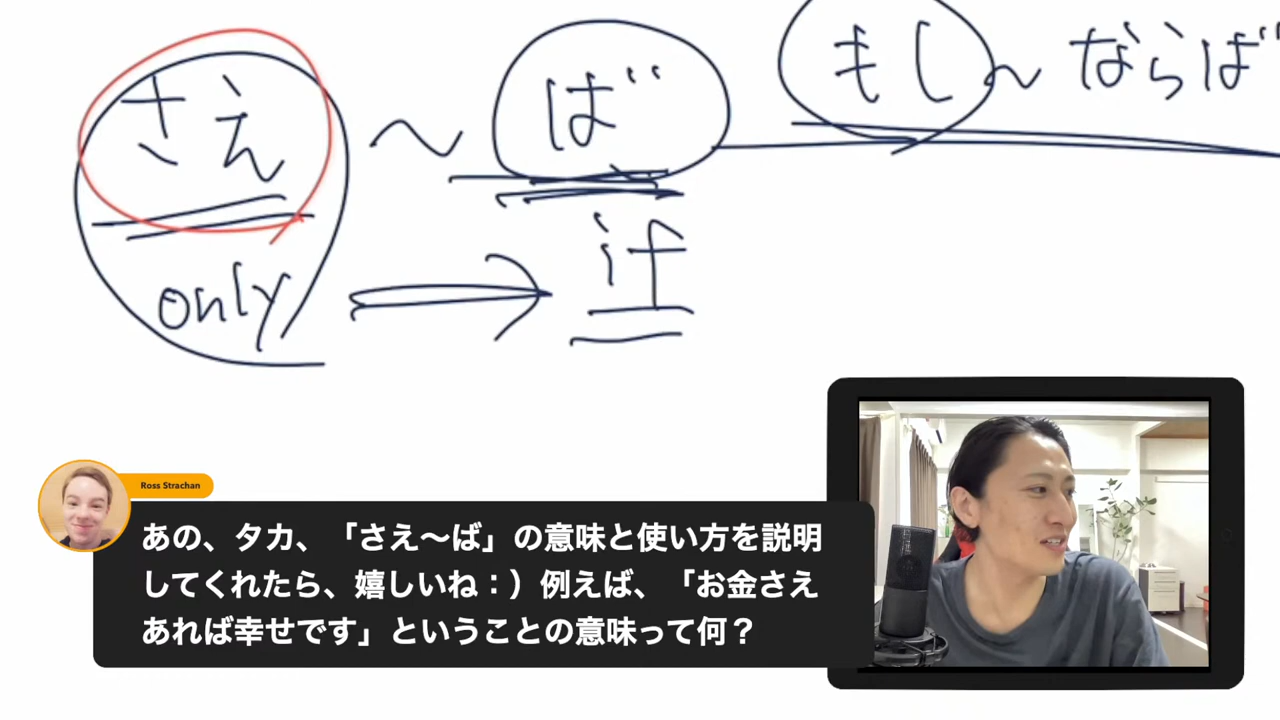 さえ 〜 ば もし〜ならば
only ⇒ if
Ross Strachan
あの、タカ、「さえ〜ば」の意味と使い方を説明
してくれたら、嬉しいね：）例えば、「お金さえ
あれば幸せです」ということの意味って何？